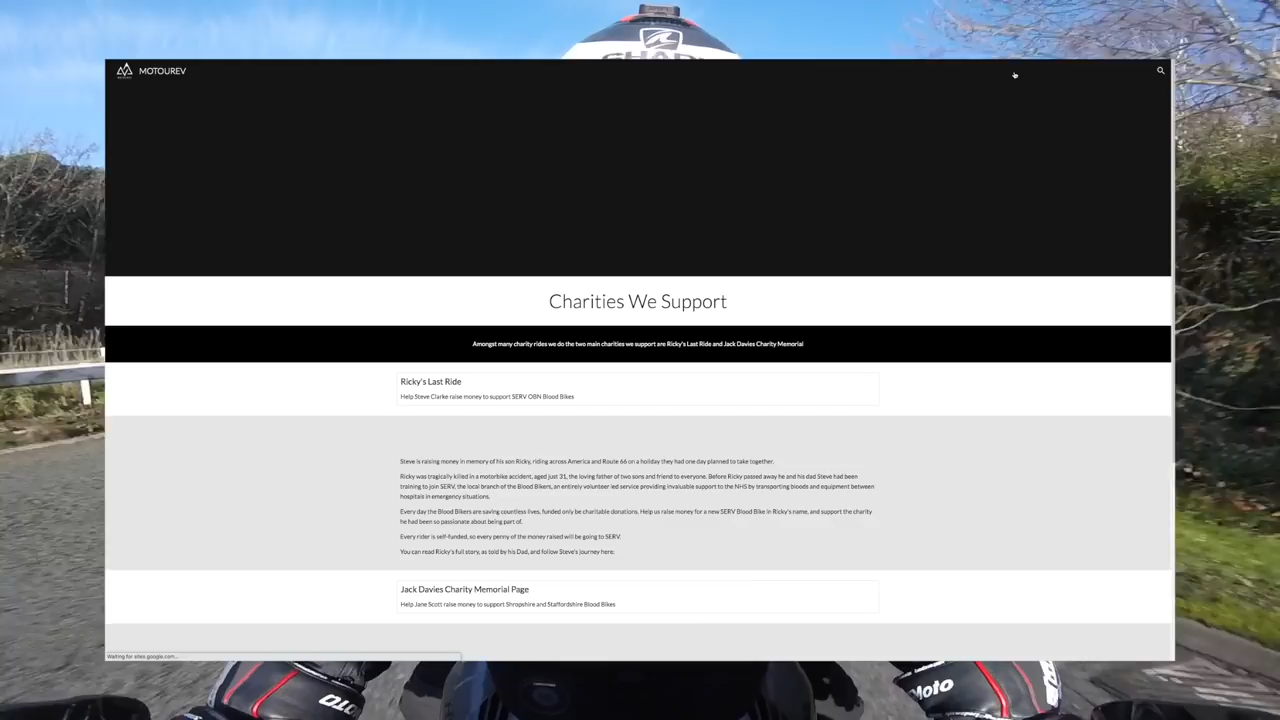 SHAD
MOTOUREV
Charities We Support
Amongst many charity rides we do the two main charities we support are Ricky's Last Ride and Jack Davies Charity Memorial
Ricky's Last Ride
Help Steve Clarke raise money to support SERV OBN Blood Bikes
Steve is raising money in memory of his son Ricky, riding across America and Route 66 on a holiday they had one day planned to take together.
Ricky was tragically killed in a motorbike accident, aged just 31, the loving father of two sons and friend to everyone. Before Ricky passed away he and his dad Steve had been
training to join SERV, the local branch of the Blood Bikers, an entirely volunteer led service providing invaluable support to the NHS by transporting bloods and equipment between
hospitals in emergency situations.
Every day the Blood Bikers are saving countless lives, funded only be charitable donations. Help us raise money for a new SERV Blood Bike in Ricky's name, and support the charity
he had been so passionate about being part of.
Every rider is self-funded, so every penny of the money raised will be going to SERV.
You can read Ricky's full story, as told by his Dad, and follow Steve's journey here:
Jack Davies Charity Memorial Page
Help Jane Scott raise money to support Shropshire and Staffordshire Blood Bikes
Waiting for sites.google.com...
Moto